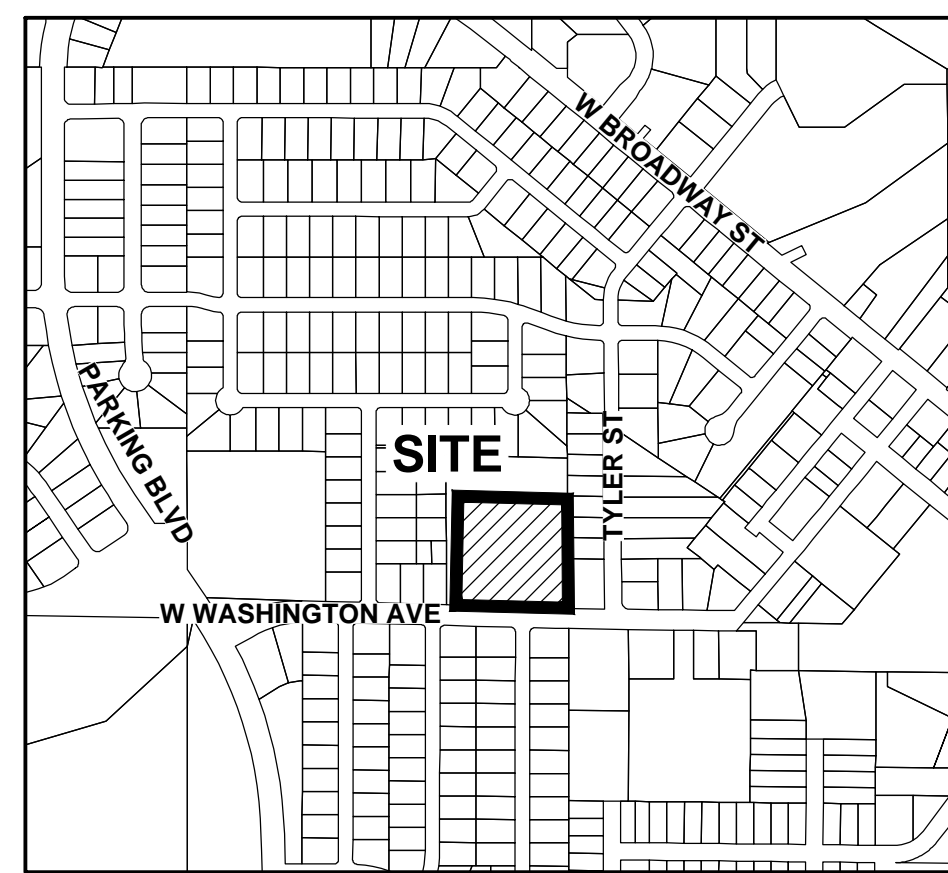 W BROADWAY ST
PARKING BLVD
SITE
TYLER ST
W WASHINGTON AVE